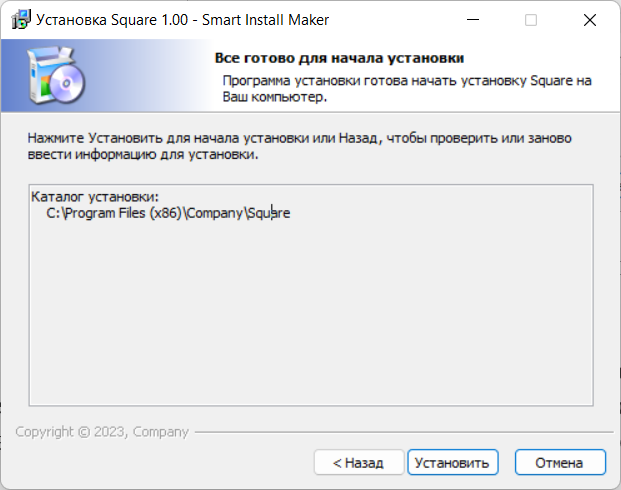 Установка Square 1.00 - Smart Install Maker
Все готово для начала установки
Программа установки готова начать установку Square на
Ваш компьютер.
Нажмите Установить для начала установки или Назад, чтобы проверить или заново
ввести информацию для установки.
Каталог установки:
C:\Program Files (x86)\Company\Square
Copyright © 2023, Company
< Назад
Установить
Отмена